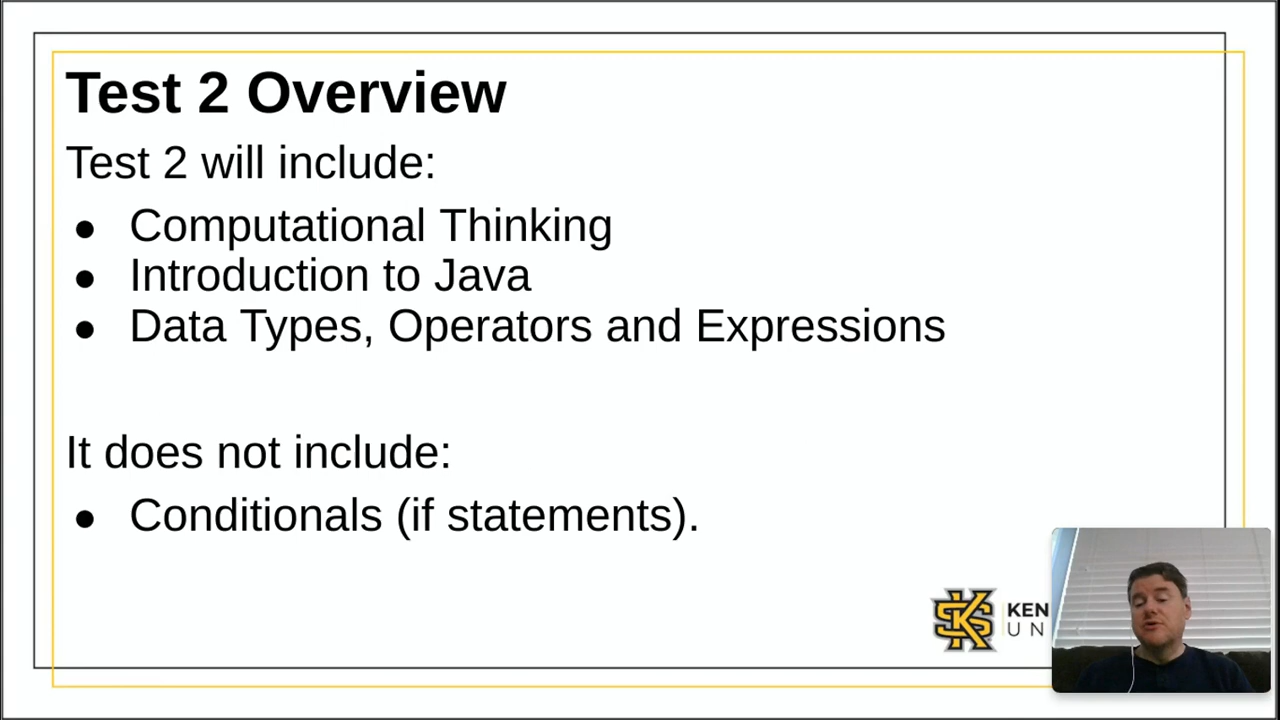 Test 2 Overview
Test 2 will include:
● Computational Thinking
● Introduction to Java
● Data Types, Operators and Expressions
It does not include:
● Conditionals (if statements).
KEN
UN